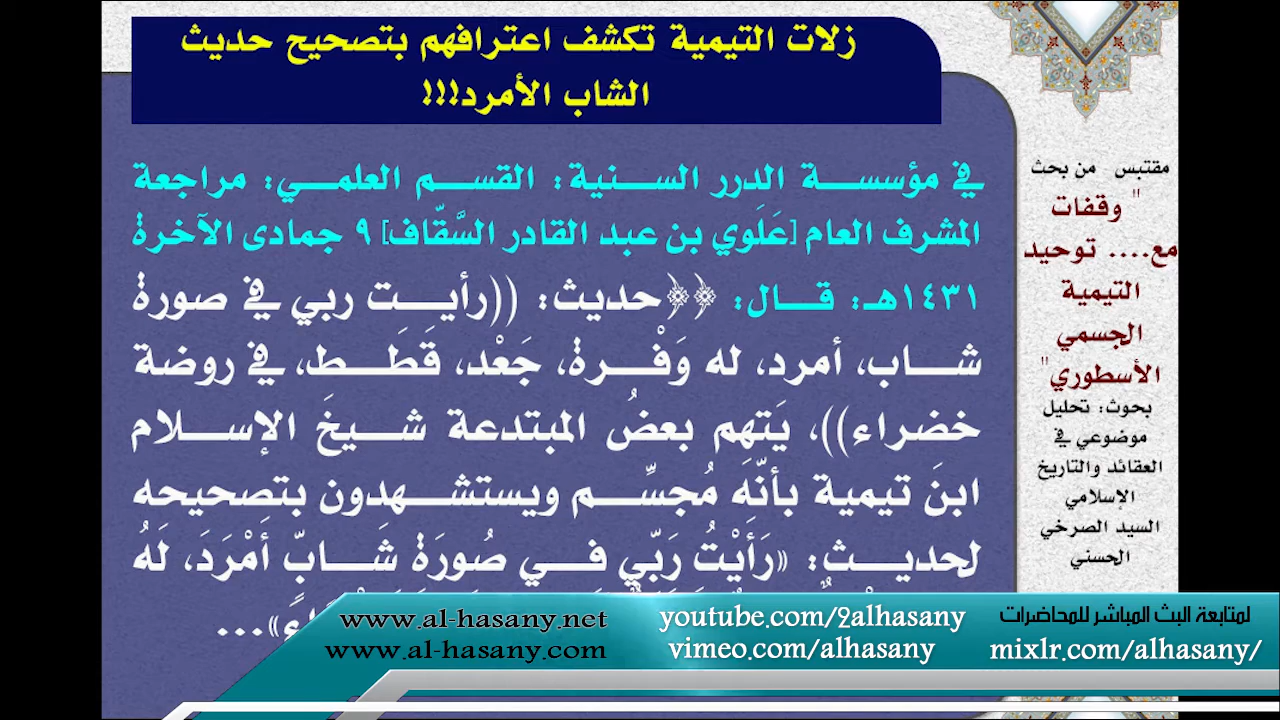 زلات التيمية تكشف اعترافهم بتصحيح حديث
الشاب الأمرد!!!
في مؤسسة الدرر السنية: القسم العلمي: مراجعة
المشرف العام [عَلَوي بن عبد القادر السَّقّاف] ٦ جمادى الآخرة
١٤٣١هـ: قال: ﴿﴿حديث: ((رأيت ربي في صورة
شاب، أمرد، له وَفْرة، جَعْد، قَطَط، في روضة
خضراء))، يَتهم بعضُ المبتدعة شيخَ الإسلام
ابنَ تيمية بأنّهَ مُجسِّم ويستشهدون بتصحيحه
لحديث: «رَأَيْتُ رَبِّي فِي صُورة شَابٍّ أَمْرَدَ، لَهُ
ءً»...
مقتبس من بحث
" وقفات
مع.... توحيد
التيمية
الجسمي
الأسطوري"
بحوث: تحليل
موضوعي في
العقائد والتاريخ
الإسلامي
السيد الصرخي
الحسني
www.al-hasany.net
www.al-hasany.com
youtube.com/2alhasany
vimeo.com/alhasany
لمتابعة البث المباشر للمحاضرات
mixlr.com/alhasany/